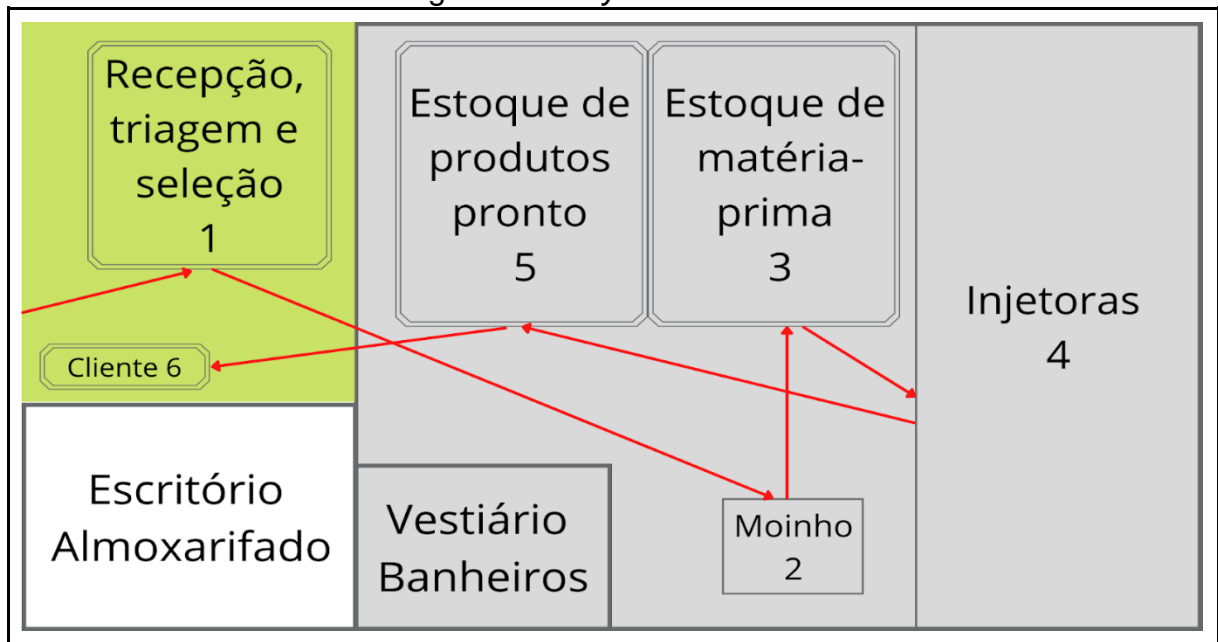 Recepção,
triagem e
seleção
1
Estoque de
produtos
pronto
5
Estoque de
matéria-
prima
3
Injetoras
4
Cliente 6
Escritório
Almoxarifado
Vestiário
Banheiros
Moinho
2